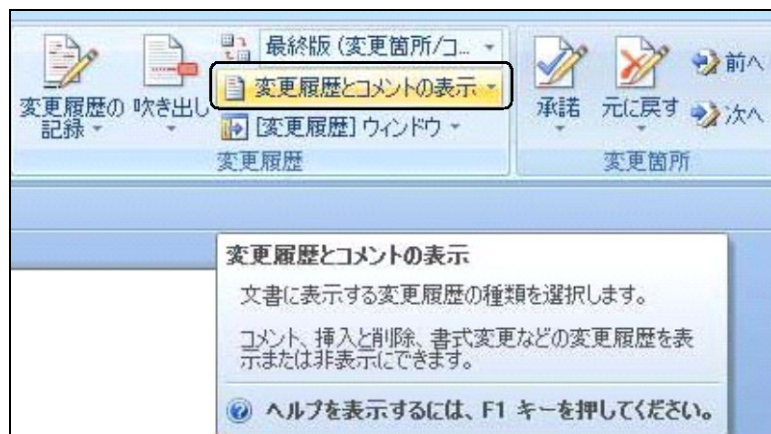 最終版 (変更箇所/コ...
変更履歴とコメントの表示
[変更履歴] ウィンドウ
変更履歴の
記録
吹き出し
変更履歴
承諾
元に戻す
前へ
次へ
変更箇所
変更履歴とコメントの表示
文書に表示する変更履歴の種類を選択します。
コメント、挿入と削除、書式変更などの変更履歴を表
示または非表示にできます。
ヘルプを表示するには、F1 キーを押してください。